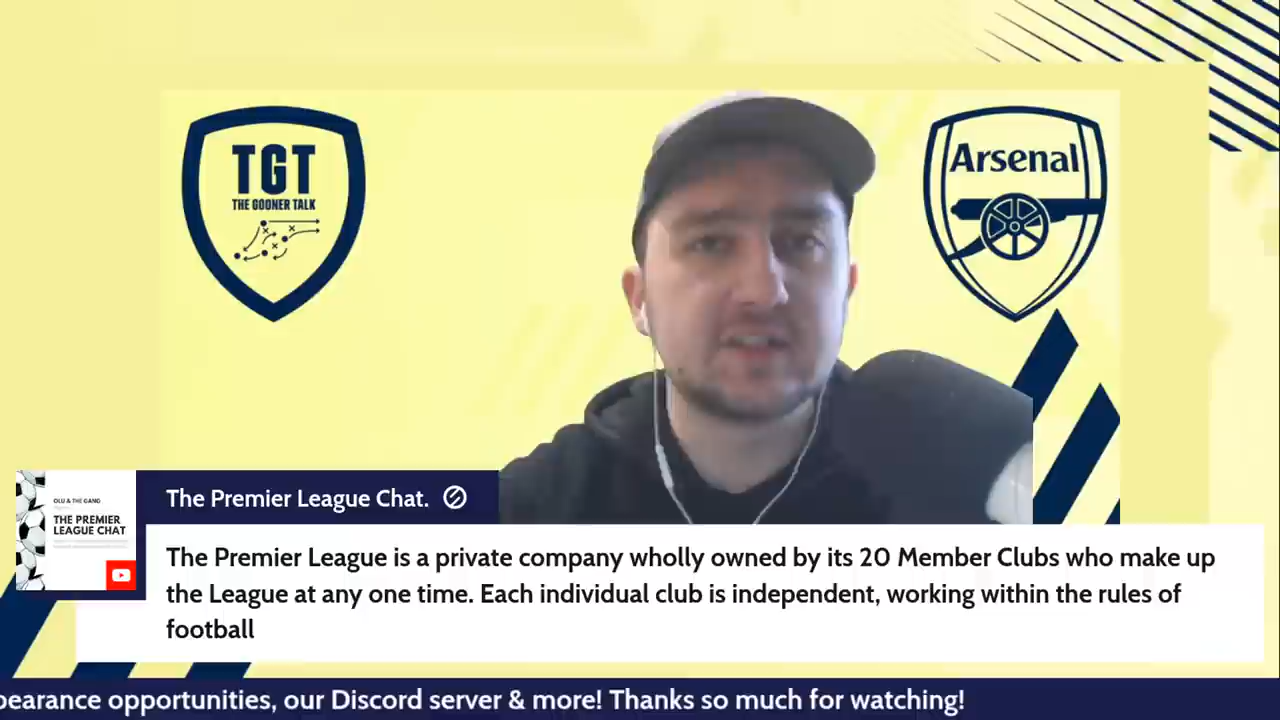 TGT
THE GOONER TALK
Arsenal
The Premier League Chat.
OLU & THE GANG
THE PREMIER
LEAGUE CHAT
The Premier League is a private company wholly owned by its 20 Member Clubs who make up
the League at any one time. Each individual club is independent, working within the rules of
football
pearance opportunities, our Discord server & more! Thanks so much for watching!